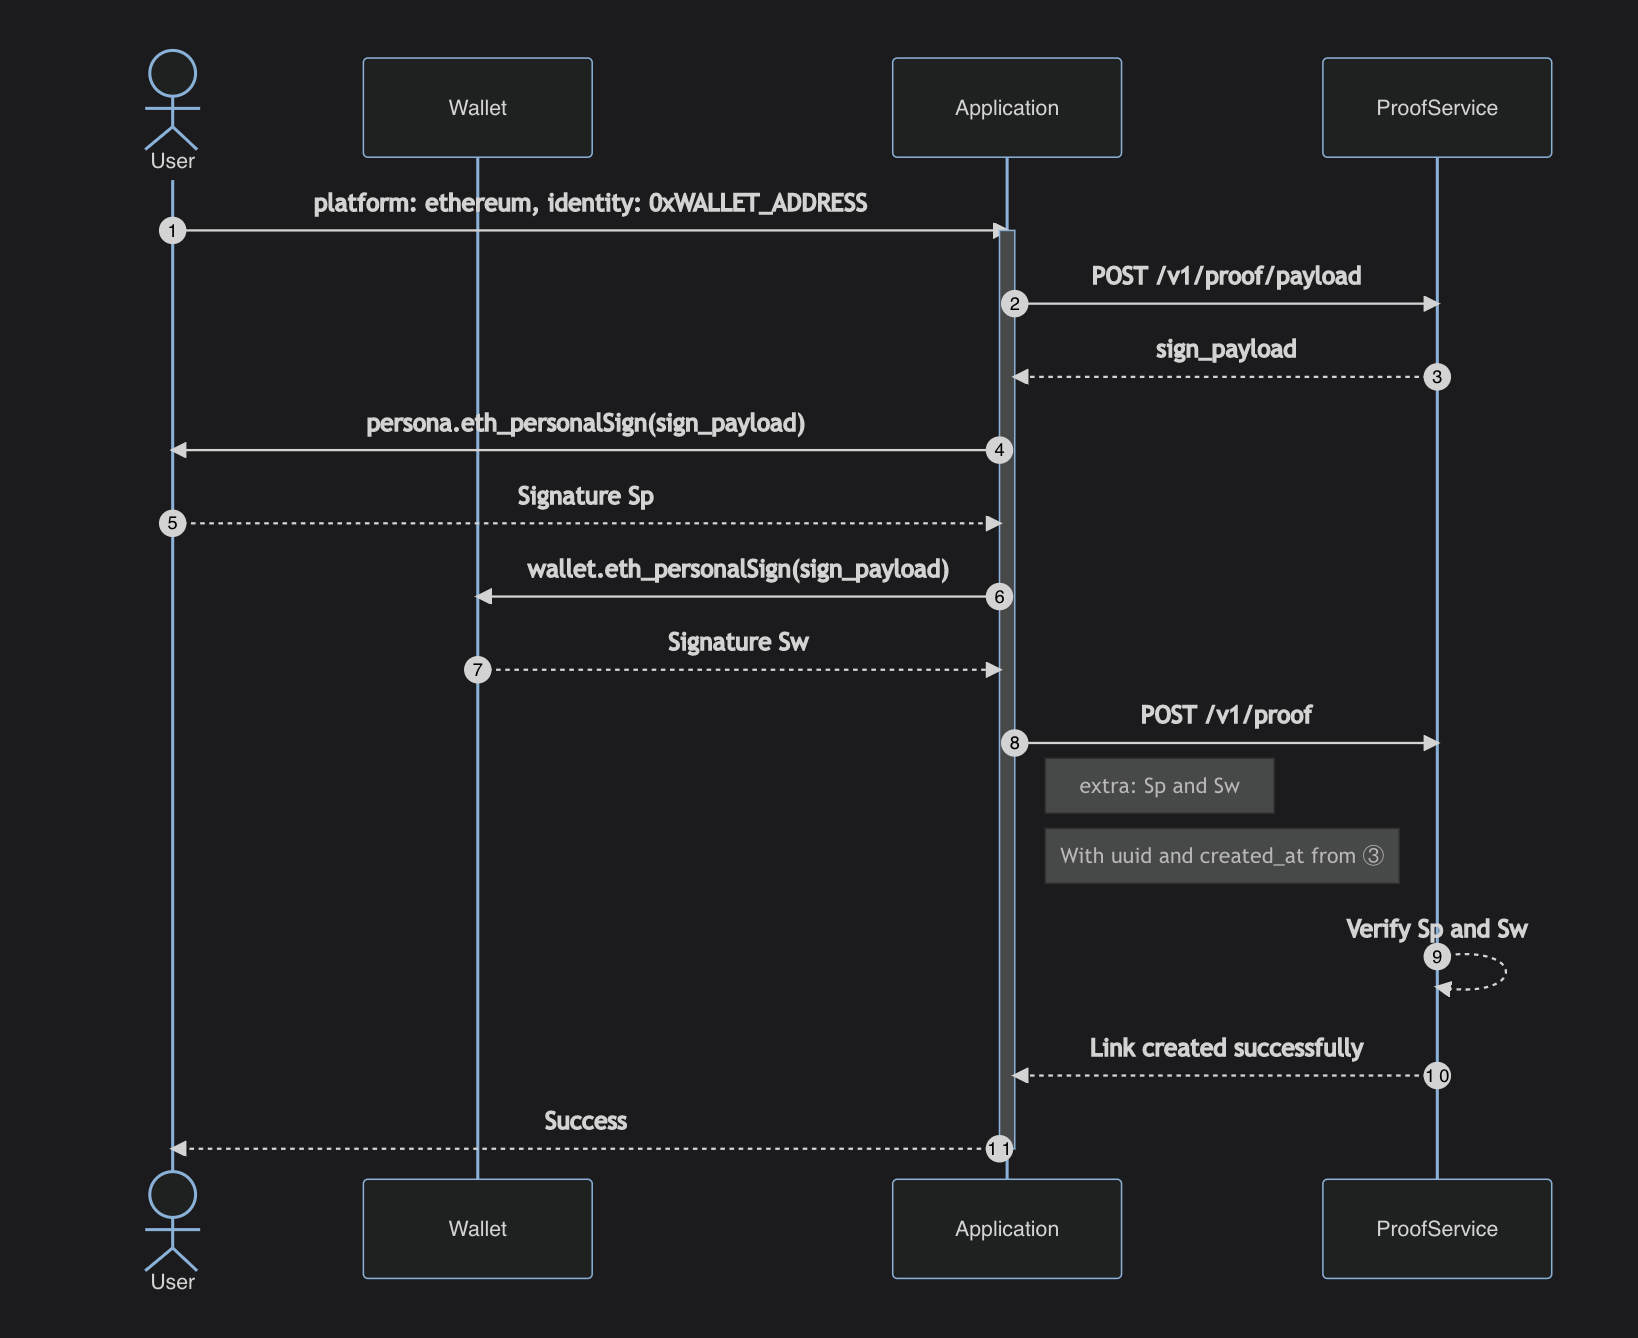 User
Wallet
Application
ProofService
platform: ethereum, identity: 0xWALLET_ADDRESS
1
POST /v1/proof/payload
2
sign_payload
3
persona.eth_personalSign(sign_payload)
4
Signature Sp
5
wallet.eth_personalSign(sign_payload)
6
Signature Sw
7
POST /v1/proof
8
extra: Sp and Sw
With uuid and created_at from ③
Verify Sp and Sw
9
Link created successfully
10
Success
11
User
Wallet
Application
ProofService